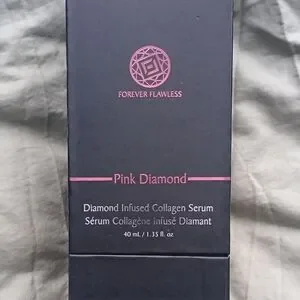 FOREVER FLAWLESS
Pink Diamond
Diamond Infused Collagen Serum
Sérum Collagène Infusé Diamant
40 ml / 1.35 fl. oz